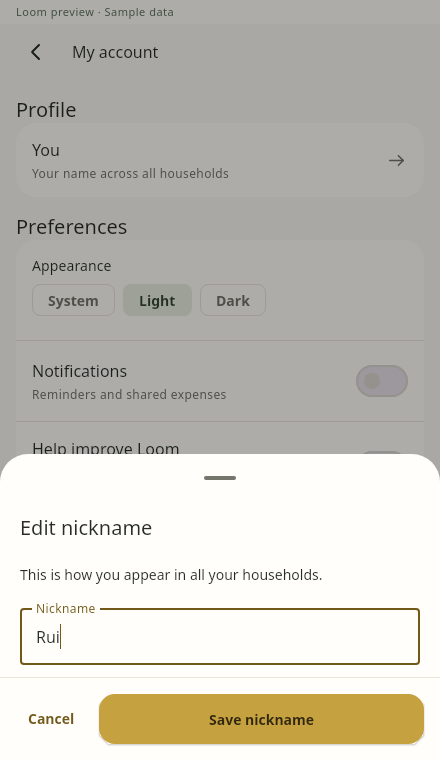 Loom preview · Sample data
My account
Profile
You
Your name across all households
Preferences
Appearance
System Light Dark
Notifications
Reminders and shared expenses
Help improve Loom
Edit nickname
This is how you appear in all your households.
Nickname
Rui
Cancel Save nickname